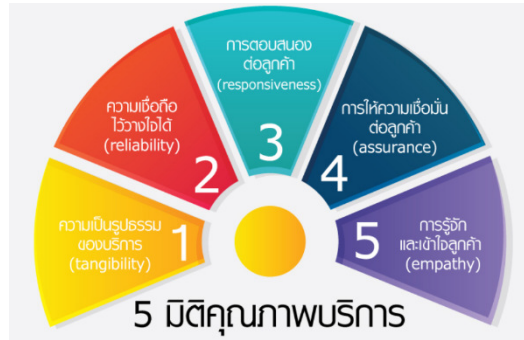 ความเป็นรูปธรรม
ของบริการ
(tangibility)
1
ความเชื่อถือ
ไว้วางใจได้
(reliability)
2
การตอบสนอง
ต่อลูกค้า
(responsiveness)
3
การให้ความเชื่อมั่น
ต่อลูกค้า
(assurance)
4
การรู้จัก
และเข้าใจลูกค้า
(empathy)
5
5 มิติคุณภาพบริการ